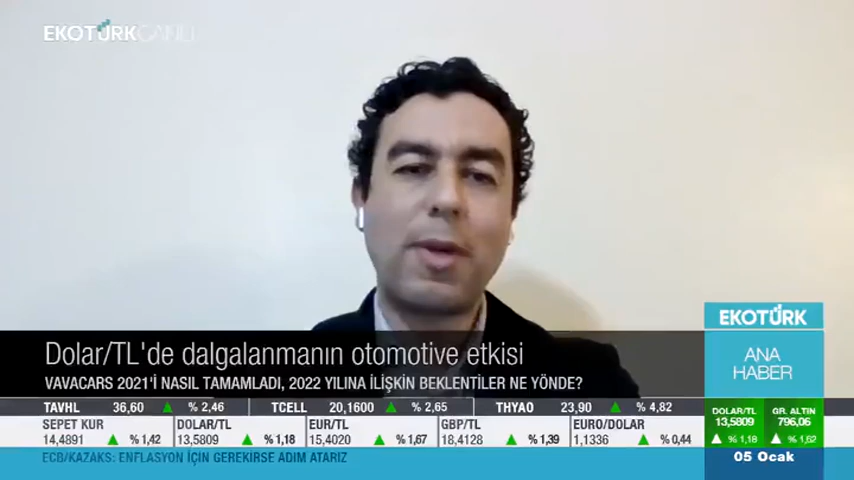 EKOTÜRK CANLI
EKOTÜRK
ANA
HABER
Dolar/TL'de dalgalanmanın otomotive etkisi
VAVACARS 2021'İ NASIL TAMAMLADI, 2022 YILINA İLİŞKİN BEKLENTİLER NE YÖNDE?
TAVHL 36,60 % 2,46 TCELL 20,1600 % 2,65 THYAO 23,90 % 4,82
SEPET KUR DOLAR/TL EUR/TL GBP/TL EURO/DOLAR
14,4891 % 1,42 13,5809 % 1,18 15,4020 % 1,67 18,4128 % 1,39 1,1336 % 0,44
DOLAR/TL GR. ALTIN
13,5809 796,06
% 1,18 % 1,62
ECB/KAZAKS: ENFLASYON İÇİN GEREKİRSE ADIM ATARIZ
05 Ocak